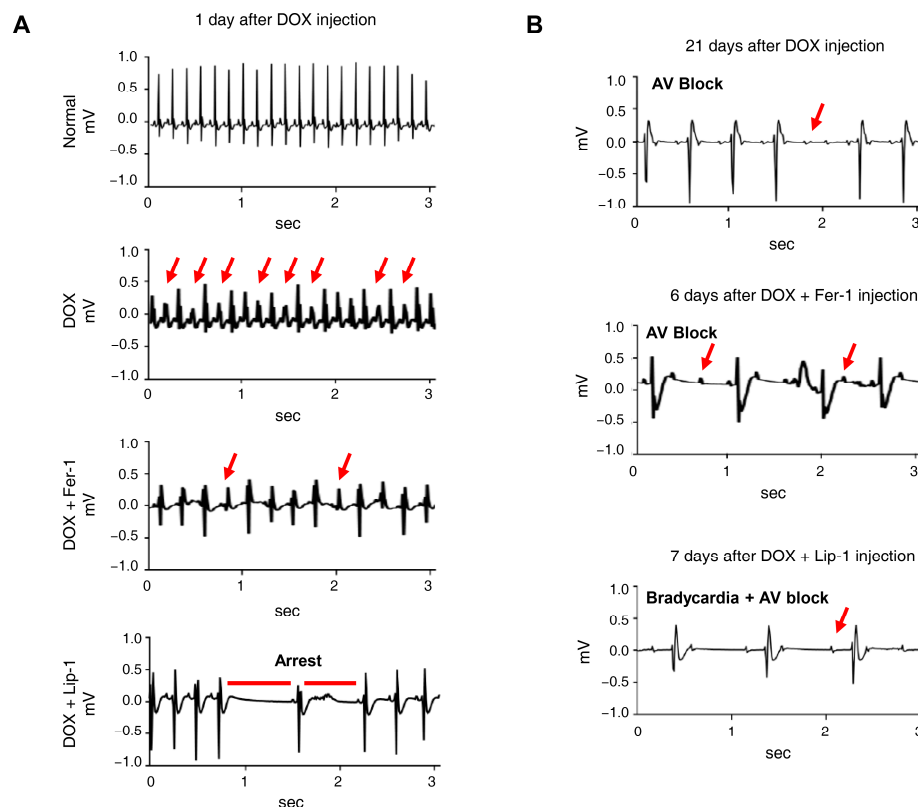 A
1 day after DOX injection
Normal
mV
1.0
0.5
0.0
−0.5
−1.0
0 1 2 3
sec
DOX
mV
1.0
0.5
0.0
−0.5
−1.0
0 1 2 3
sec
DOX + Fer-1
mV
1.0
0.5
0.0
−0.5
−1.0
0 1 2 3
sec
DOX + Lip-1
mV
1.0
0.5
0.0
−0.5
−1.0
Arrest
0 1 2 3
sec
B
21 days after DOX injection
AV Block
mV
1.0
0.5
0.0
−0.5
−1.0
0 1 2 3
sec
6 days after DOX + Fer-1 injection
AV Block
mV
1.0
0.5
0.0
−0.5
−1.0
0 1 2 3
sec
7 days after DOX + Lip-1 injection
Bradycardia + AV block
mV
1.0
0.5
0.0
−0.5
−1.0
0 1 2 3
sec